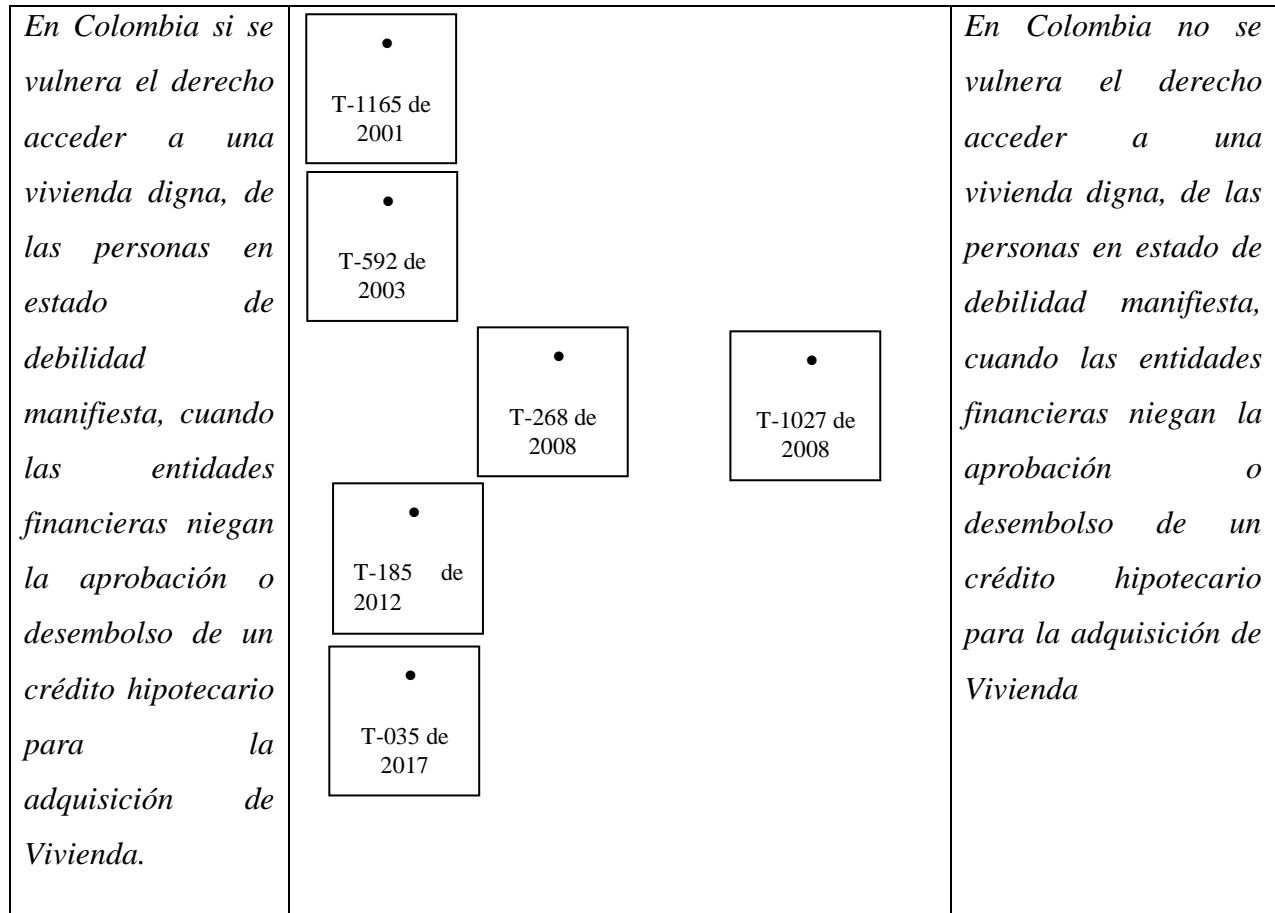 En Colombia si se
vulnera el derecho
acceder a una
vivienda digna, de
las personas en
estado de
debilidad
manifiesta, cuando
las entidades
financieras niegan
la aprobación o
desembolso de un
crédito hipotecario
para la
adquisición de
Vivienda.
•
T-1165 de
2001
•
T-592 de
2003
•
T-268 de
2008
•
T-1027 de
2008
•
T-185 de
2012
•
T-035 de
2017
En Colombia no se
vulnera el derecho
acceder a una
vivienda digna, de las
personas en estado de
debilidad manifiesta,
cuando las entidades
financieras niegan la
aprobación o
desembolso de un
crédito hipotecario
para la adquisición de
Vivienda